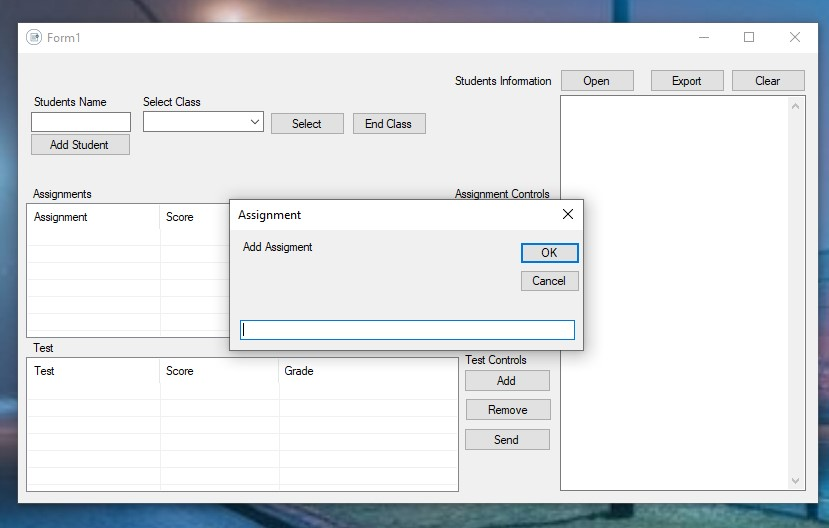 Form1
Students Information
Open
Export
Clear
Students Name
Select Class
Select
End Class
Add Student
Assignments
Assignment Controls
Assignment
Score
Assignment
Add Assigment
OK
Cancel
Test
Test Controls
Test
Score
Grade
Add
Remove
Send